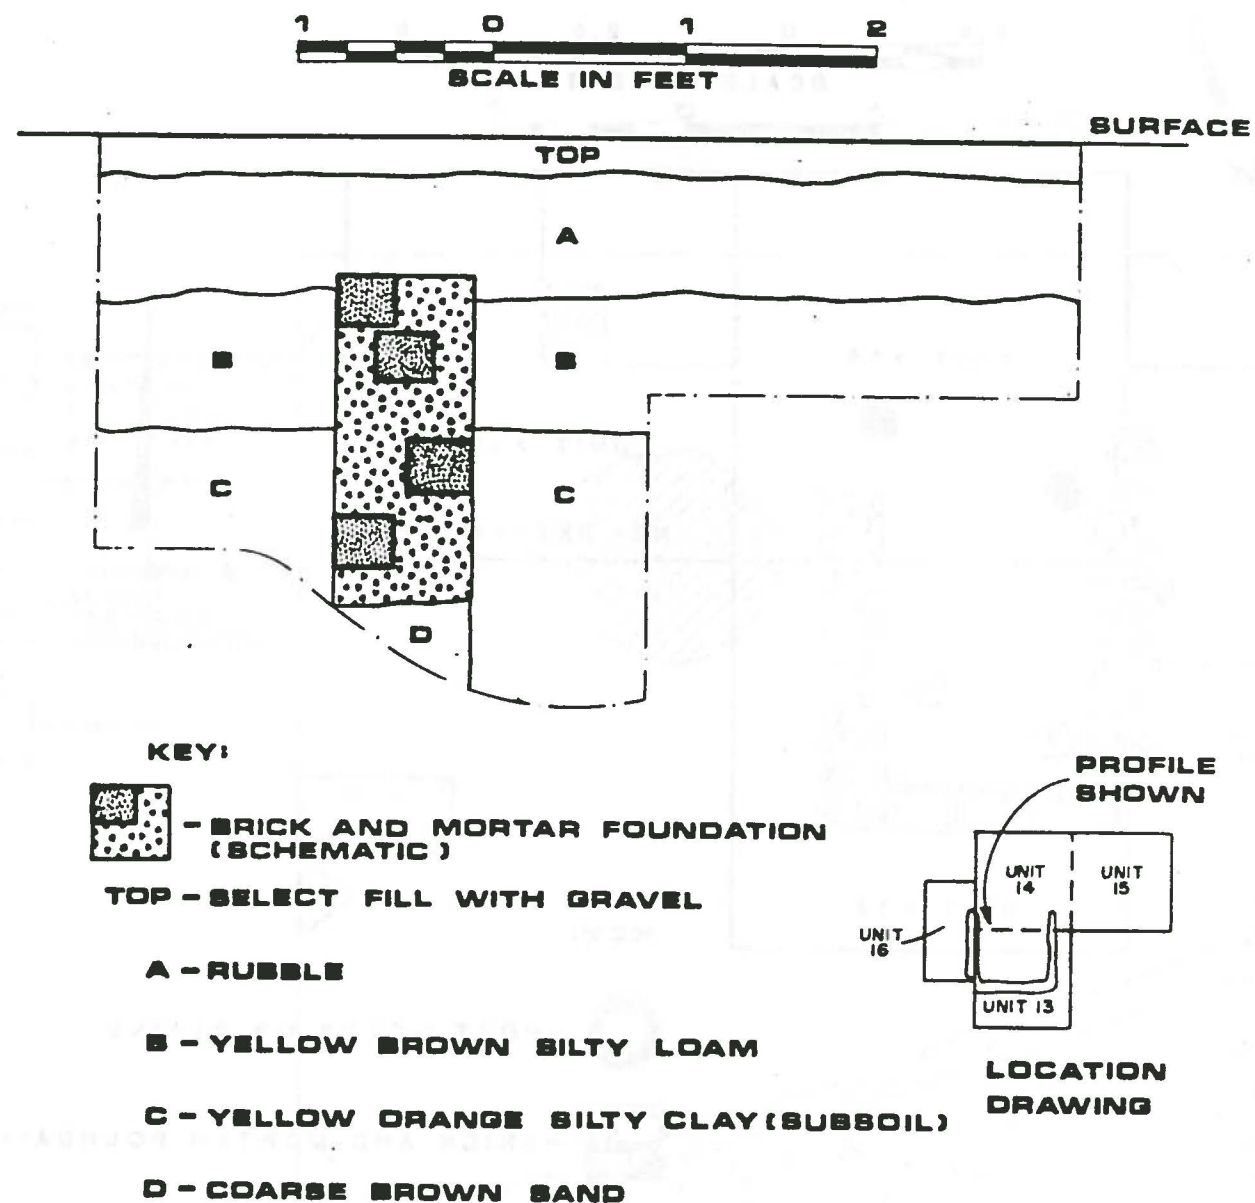 1 0 1 2
SCALE IN FEET
SURFACE
TOP
A
B B
C C
D
KEY:
- BRICK AND MORTAR FOUNDATION
(SCHEMATIC)
TOP - SELECT FILL WITH GRAVEL
A - RUBBLE
B - YELLOW BROWN SILTY LOAM
C - YELLOW ORANGE SILTY CLAY (SUBSOIL)
D - COARSE BROWN SAND
PROFILE
SHOWN
UNIT
14
UNIT
15
UNIT
16
UNIT 13
LOCATION
DRAWING